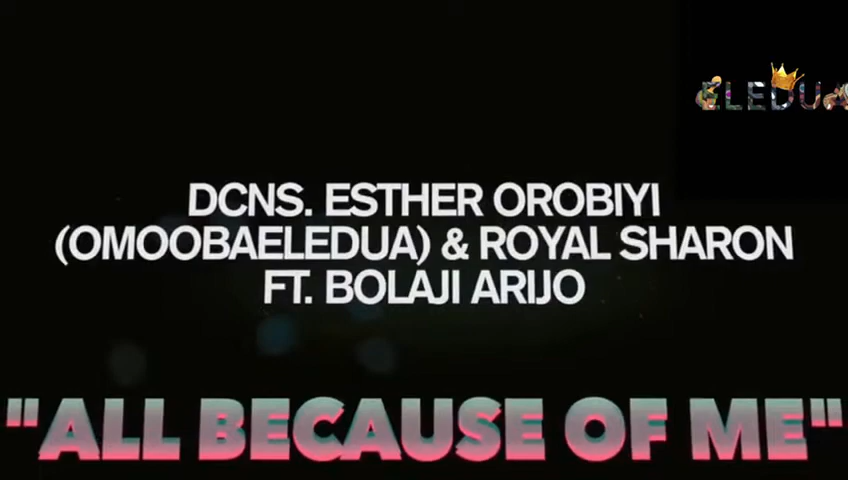 ELEDUA
DCNS. ESTHER OROBIYI
(OMOOBAELEDUA) & ROYAL SHARON
FT. BOLAJI ARIJO
"ALL BECAUSE OF ME"